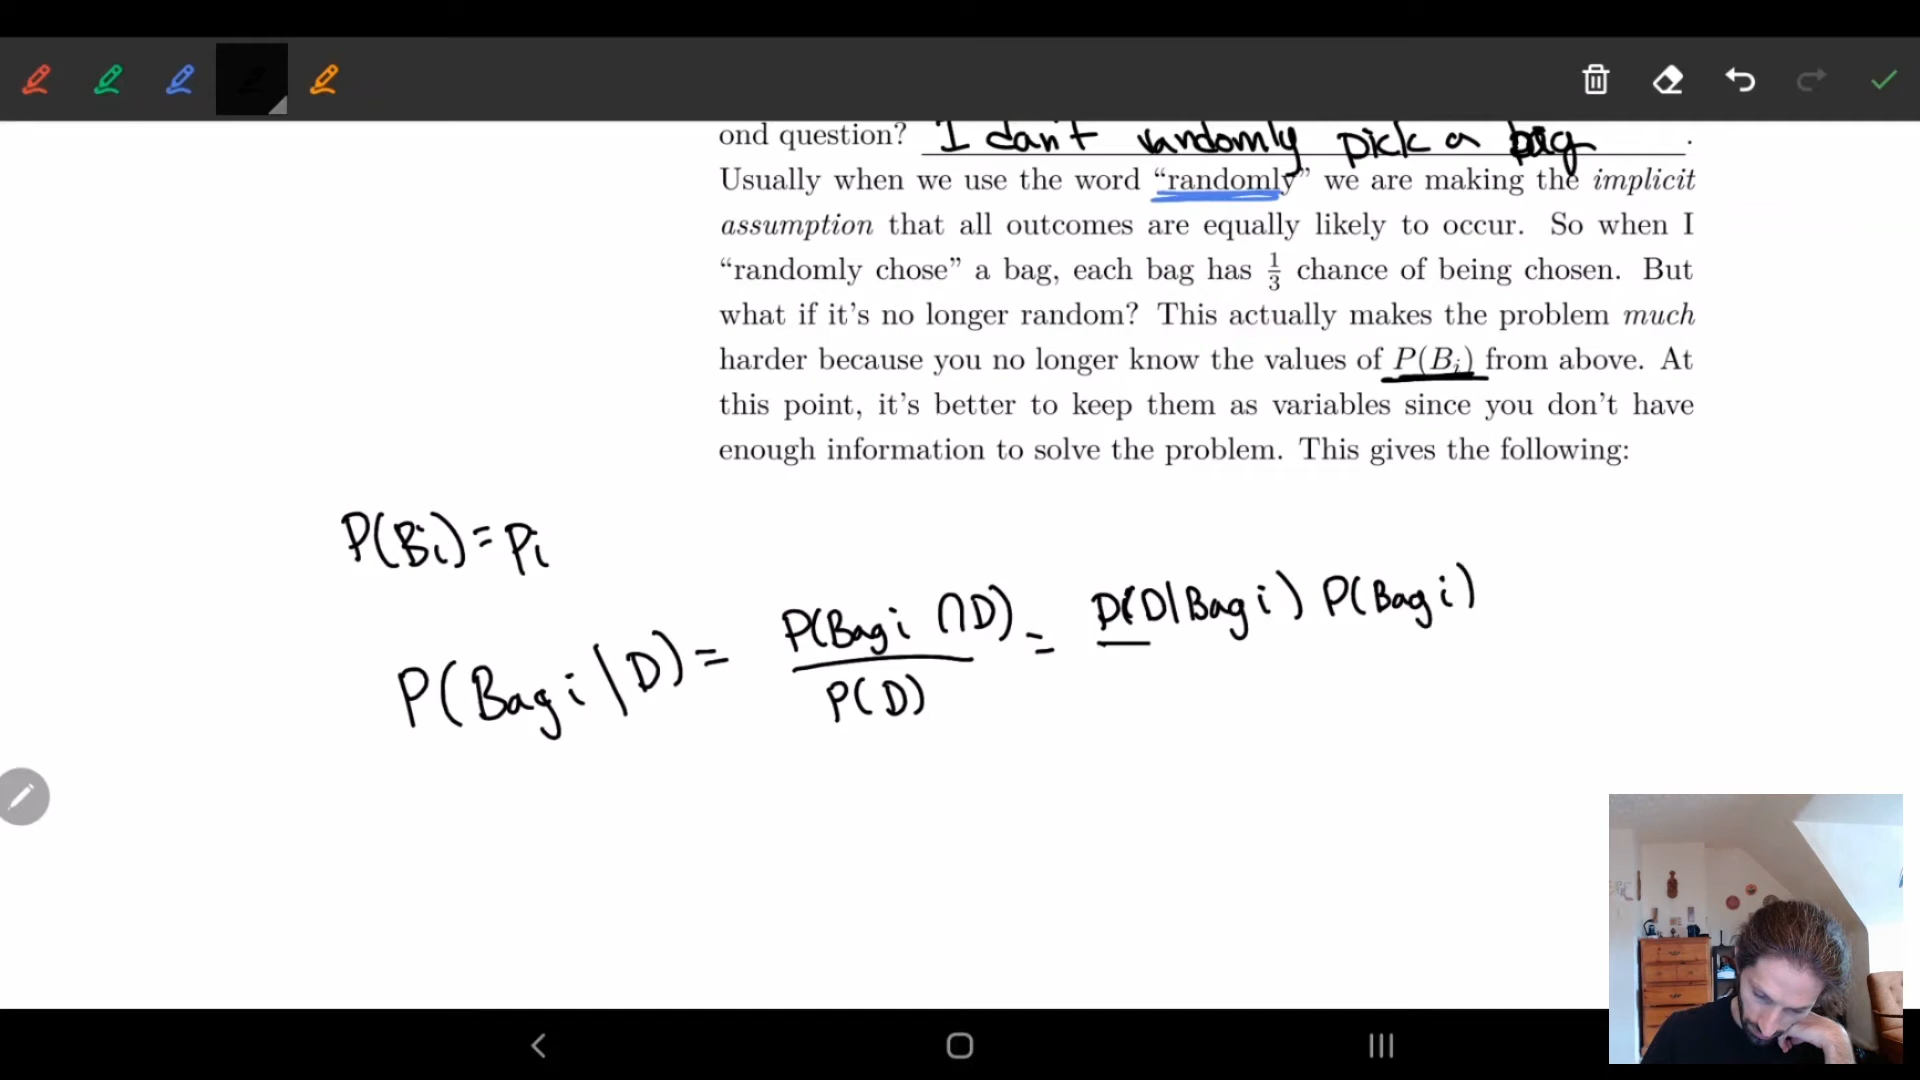 ond question? I don't randomly pick a bag.
Usually when we use the word “randomly” we are making the implicit
assumption that all outcomes are equally likely to occur. So when I
“randomly chose” a bag, each bag has 1/3 chance of being chosen. But
what if it’s no longer random? This actually makes the problem much
harder because you no longer know the values of P(Bi) from above. At
this point, it’s better to keep them as variables since you don’t have
enough information to solve the problem. This gives the following:
P(Bi) = Pi
P(Bag i | D) = P(Bag i ∩ D) / P(D) = P(D|Bag i) P(Bag i)